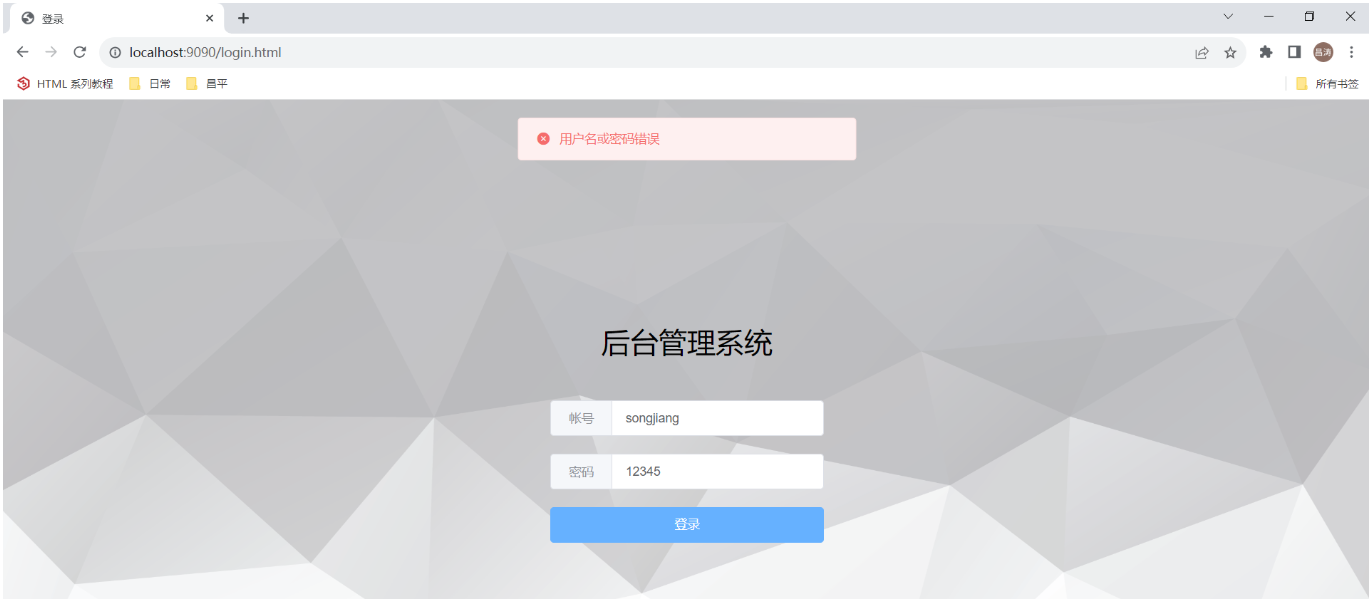 登录
localhost:9090/login.html
昌涛
HTML 系列教程 日常 昌平 所有书签
用户名或密码错误
后台管理系统
帐号 songjiang
密码 12345
登录